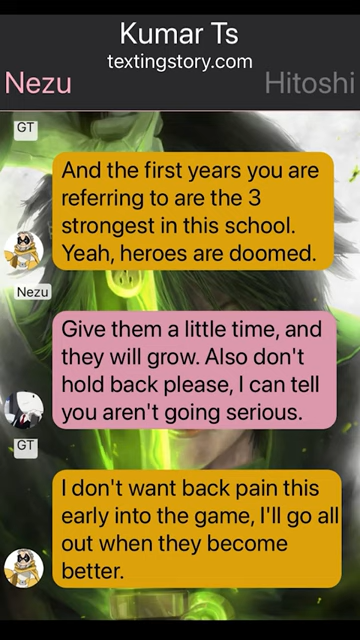 Kumar Ts
textingstory.com
Nezu
Hitoshi
GT
And the first years you are
referring to are the 3
strongest in this school.
Yeah, heroes are doomed.
Nezu
Give them a little time, and
they will grow. Also don't
hold back please, I can tell
you aren't going serious.
GT
I don't want back pain this
early into the game, I'll go all
out when they become
better.